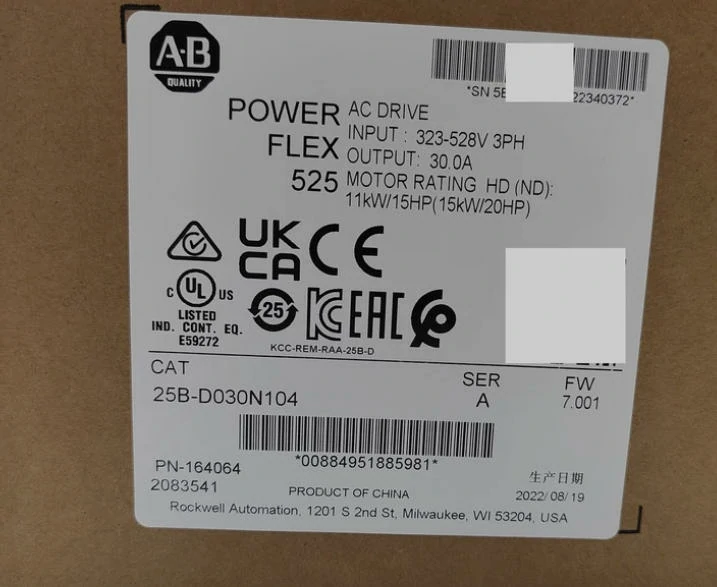 A-B
QUALITY
*SN 5 22340372*
POWER FLEX 525
AC DRIVE
INPUT : 323-528V 3PH
OUTPUT: 30.0A
MOTOR RATING HD (ND):
11kW/15HP(15kW/20HP)
UK CA CE
C UL US
LISTED
IND. CONT. EQ.
E59272
25
KC EAC
KCC-REM-RAA-25B-D
CAT
25B-D030N104
SER
A
FW
7.001
*00884951885981*
PN-164064
2083541
PRODUCT OF CHINA
生产日期
2022/08/19
Rockwell Automation, 1201 S 2nd St, Milwaukee, WI 53204, USA